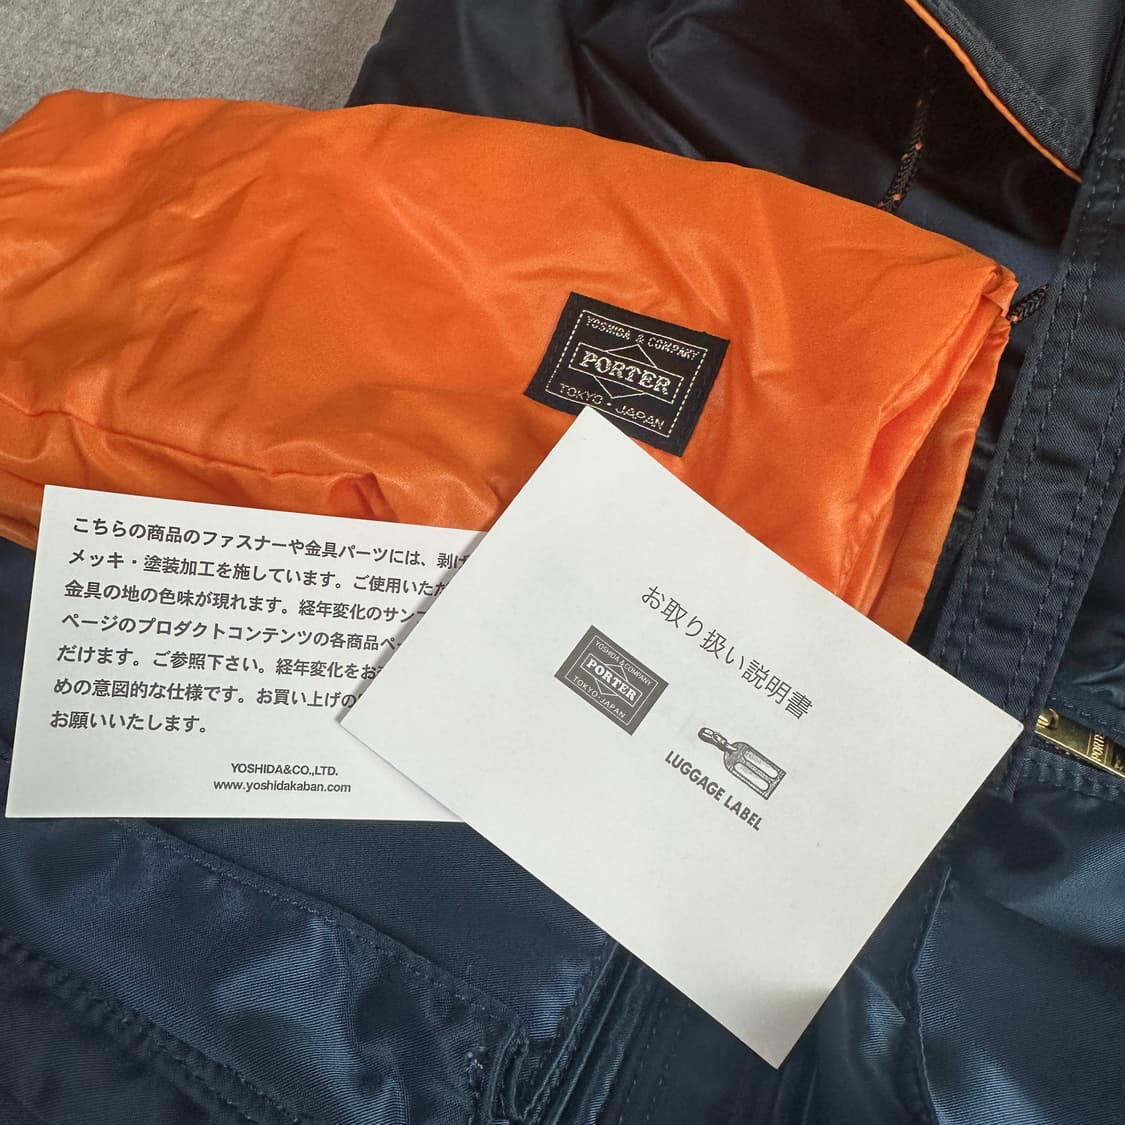 YOSHIDA & COMPANY
PORTER
TOKYO・JAPAN
こちらの商品のファスナーや金具パーツには、剥げ
メッキ・塗装加工を施しています。ご使用いただ
金具の地の色味が現れます。経年変化のサン
ページのプロダクトコンテンツの各商品ペ
だけます。ご参照下さい。経年変化をお
めの意図的な仕様です。お買い上げの
お願いいたします。
YOSHIDA&CO.,LTD.
www.yoshidakaban.com
お取り扱い説明書
YOSHIDA & COMPANY
PORTER
TOKYO.JAPAN
LUGGAGE LABEL
PORTE